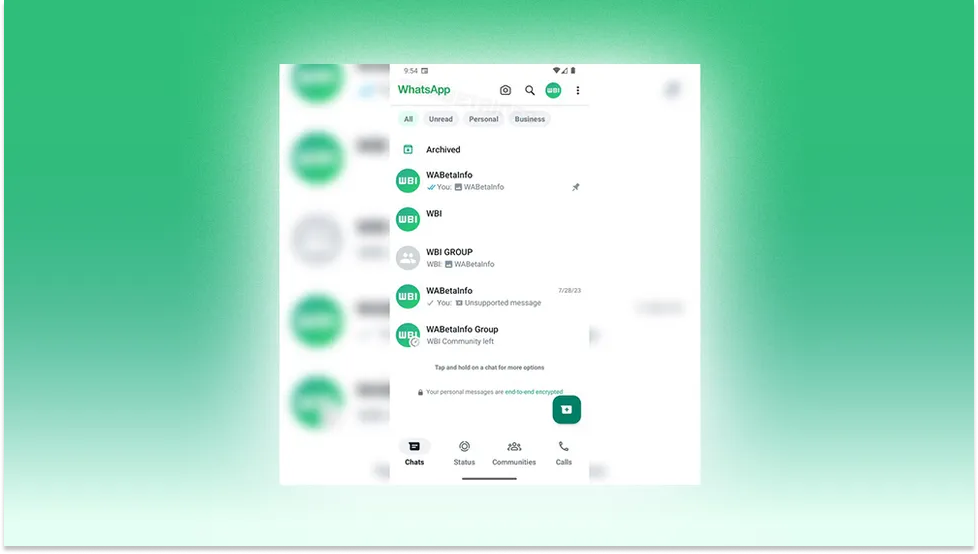 9:54
WhatsApp
WBI
All Unread Personal Business
Archived
WBI
WABetaInfo
You: WABetaInfo
WBI
WBI
WBI GROUP
WBI: WABetaInfo
WBI
WABetaInfo 7/28/23
You: Unsupported message
WBI
WABetaInfo Group
WBI Community left
Tap and hold on a chat for more options
Your personal messages are end-to-end encrypted
Chats Status Communities Calls